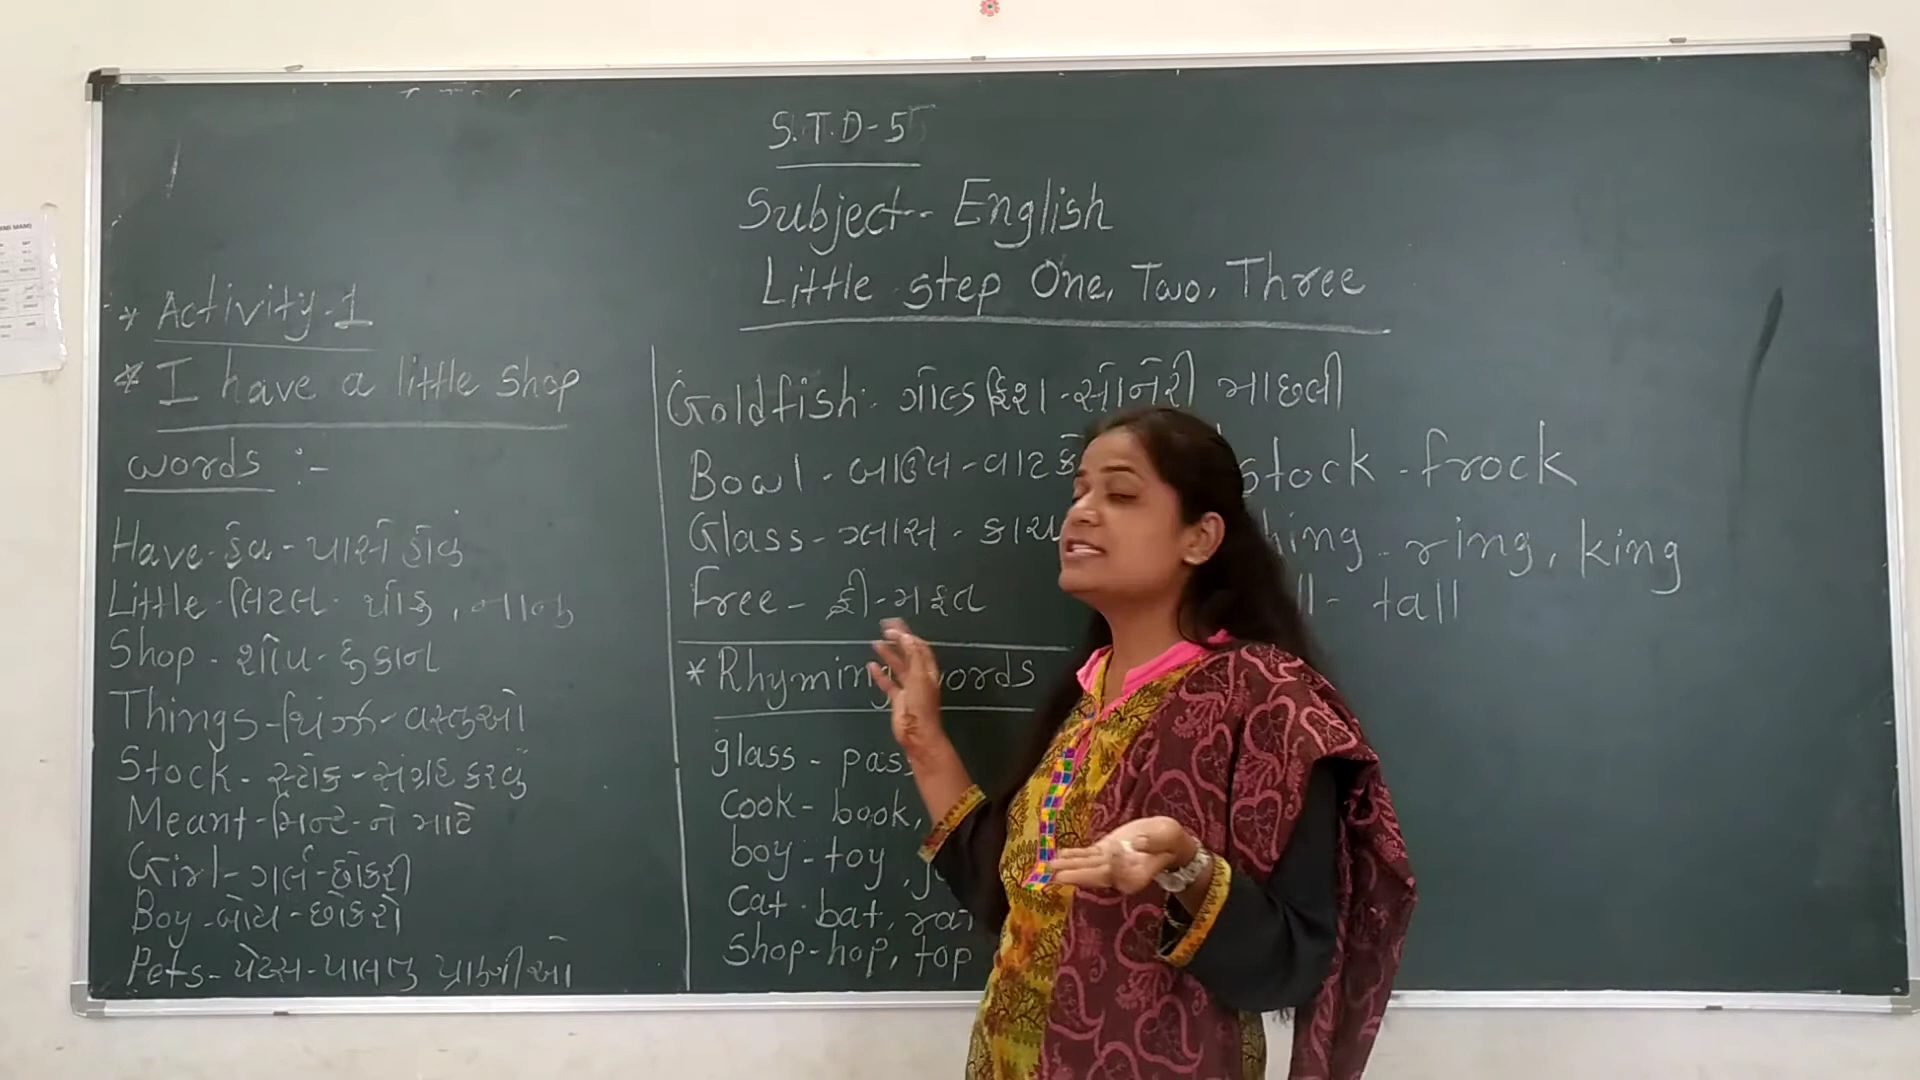 S.T.D-5
Subject - English
Little step One, Two, Three
* Activity-1
* I have a little shop
words :-
Have - હેવ - પાસે હોવું
Little - લિટલ - થોડુ, નાનુ
Shop - શોપ - દુકાન
Things - થિંગ્ઝ - વસ્તુઓ
Stock - સ્ટોક - સંગ્રહ કરવું
Meant - મિન્ટ - ને માટે
Girl - ગર્લ - છોકરી
Boy - બોય - છોકરો
Pets - પેટ્સ - પાલતુ પ્રાણીઓ
Goldfish - ગોલ્ડફિશ - સોનેરી માછલી
Bowl - બાઉલ
Glass - ગ્લાસ
Free - ફ્રી - મફત
* Rhyming words
glass - pass
cook - book,
boy - toy,
Cat - bat, rat
Shop - hop, top
stock - frock
ring, king
tall